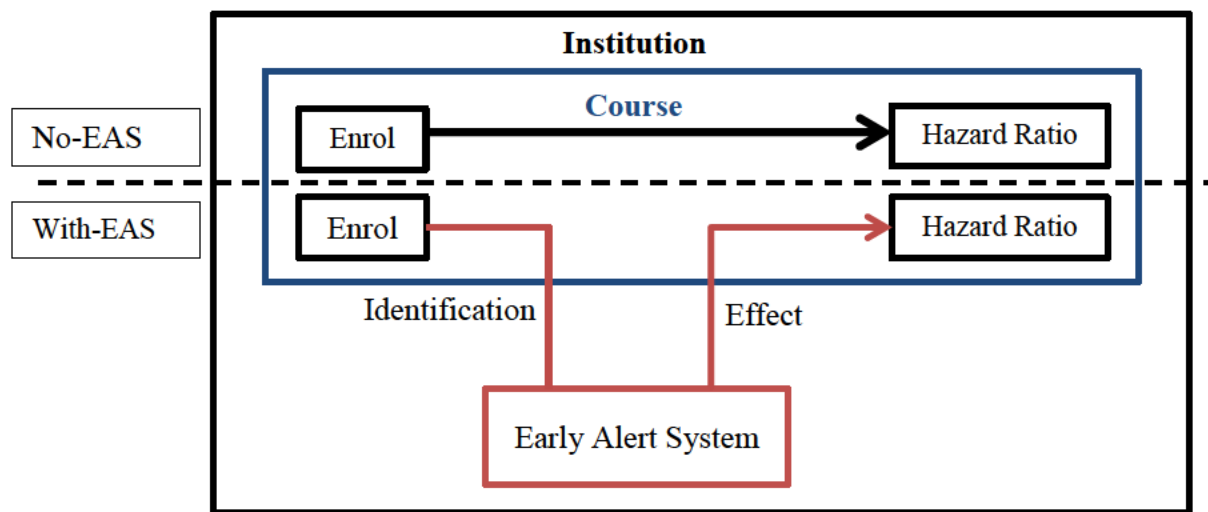 Institution
Course
No-EAS
Enrol
Hazard Ratio
With-EAS
Enrol
Hazard Ratio
Identification
Effect
Early Alert System